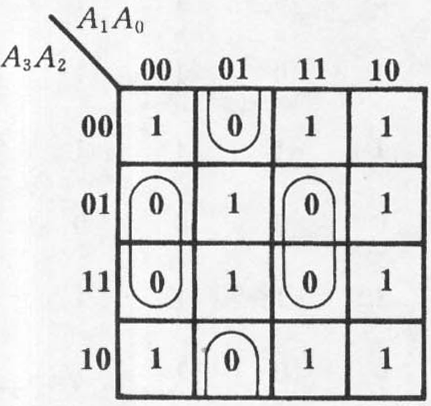 A₁A₀
A₃A₂
00 01 11 10
00 1 0 1 1
01 0 1 0 1
11 0 1 0 1
10 1 0 1 1